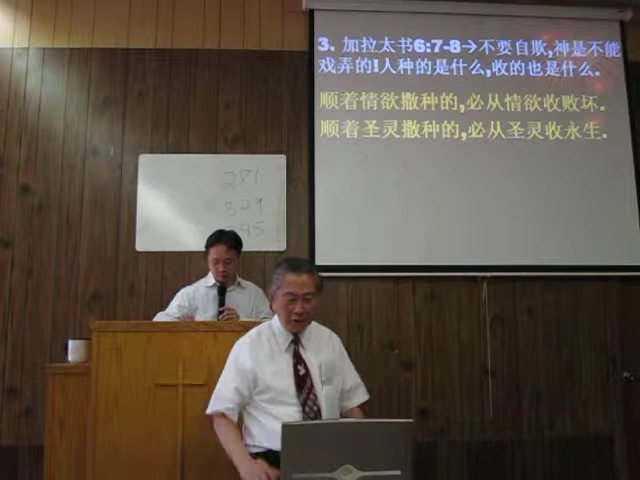 3. 加拉太书6:7-8→不要自欺,神是不能
戏弄的!人种的是什么,收的也是什么.
顺着情欲撒种的,必从情欲收败坏.
顺着圣灵撒种的,必从圣灵收永生.
281
329